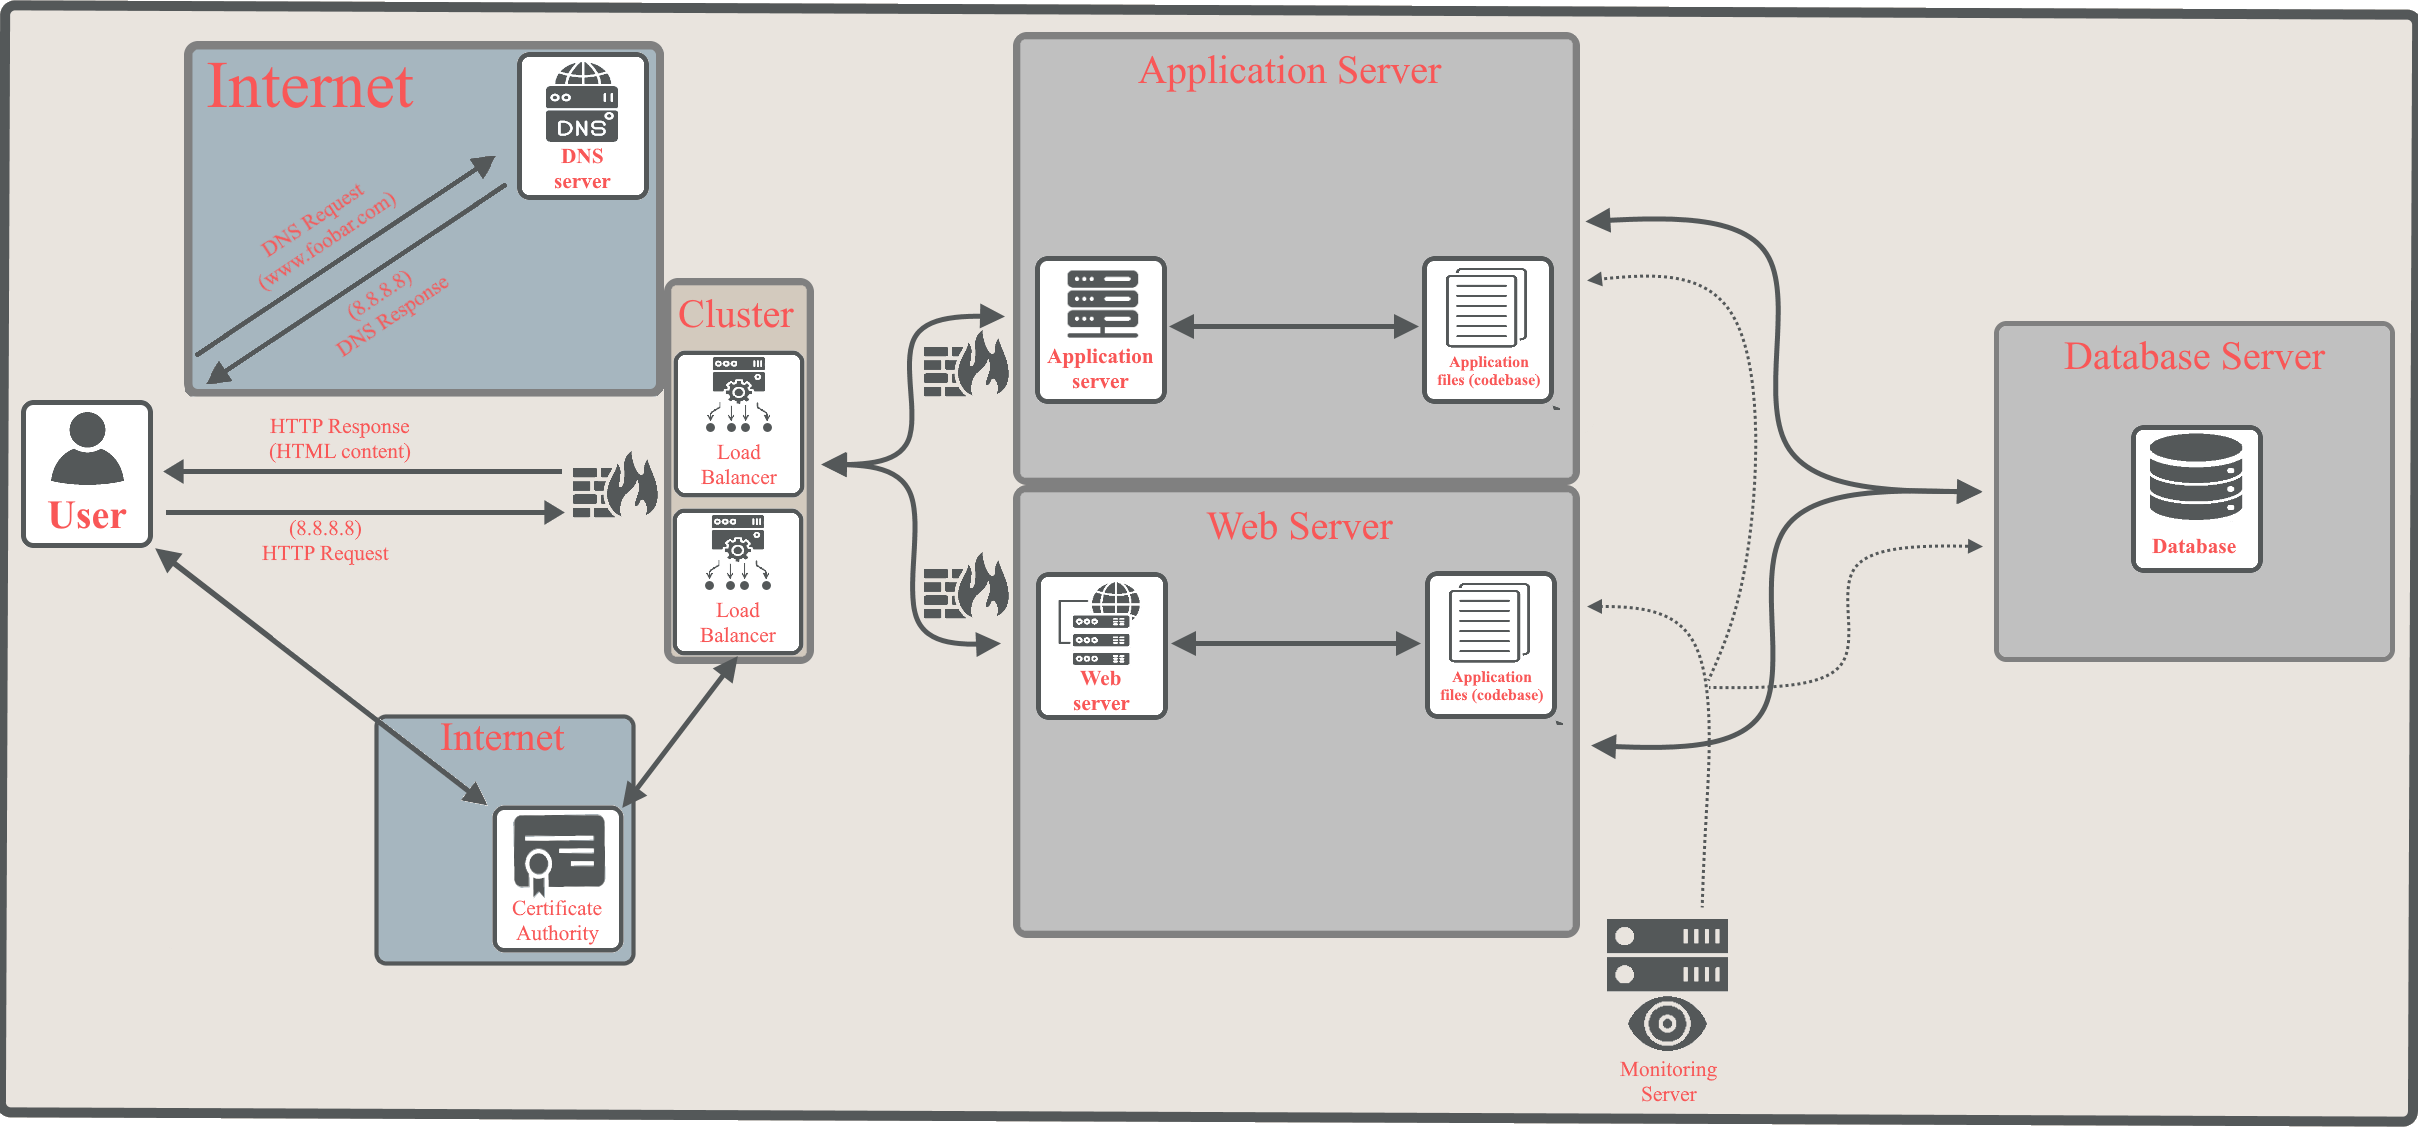 Internet
DNS
DNS
server
DNS Request
(www.foobar.com)
(8.8.8.8)
DNS Response
User
HTTP Response
(HTML content)
(8.8.8.8)
HTTP Request
Cluster
Load
Balancer
Load
Balancer
Internet
Certificate
Authority
Application Server
Application
server
Application
files (codebase)
Web Server
Web
server
Application
files (codebase)
Database Server
Database
Monitoring
Server